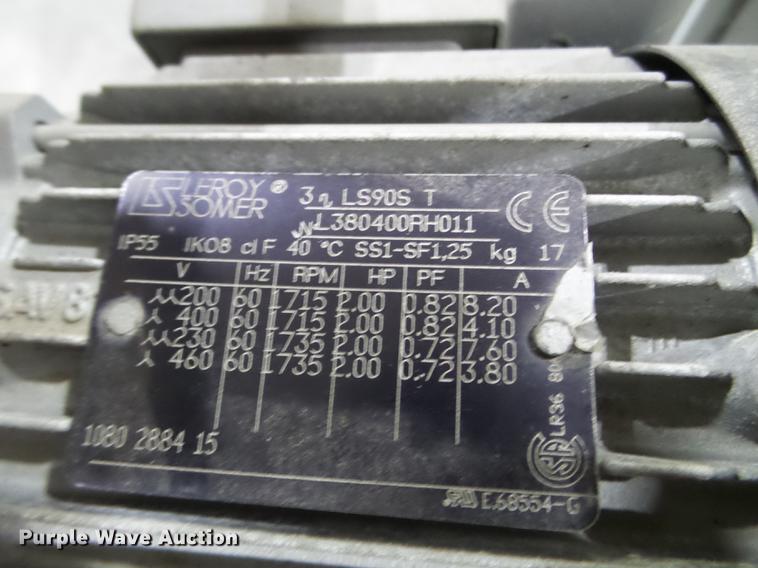 LEROY
SOMER ®
3~ LS90S T
N L380400RH011
CE
IP55 IK08 cl F 40 °C SS1-SF1,25 kg 17
V Hz RPM HP PF A
200 60 1715 2.00 0.82 8.20
400 60 1715 2.00 0.82 4.10
230 60 1735 2.00 0.72 7.60
460 60 1735 2.00 0.72 3.80
1080 2884 15
LR36
E.68554-G
Purple Wave Auction